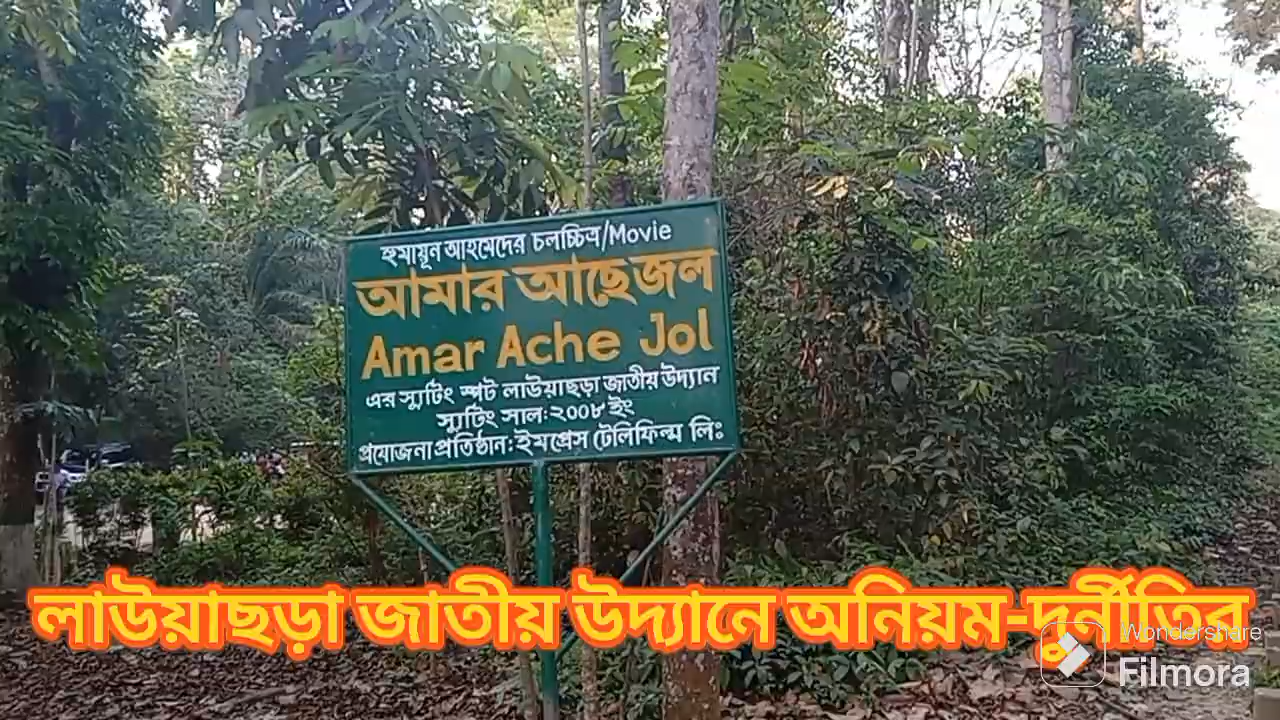 হুমায়ূন আহমেদের চলচ্চিত্র/Movie
আমার আছেজল
Amar Ache Jol
এর স্যুটিং স্পট লাউয়াছড়া জাতীয় উদ্যান
স্যুটিং সাল:২০০৮ ইং
প্রযোজনা প্রতিষ্ঠান:ইমপ্রেস টেলিফিল্ম লিঃ
লাউয়াছড়া জাতীয় উদ্যানে অনিয়ম-দুর্নীতির
Wondershare
Filmora